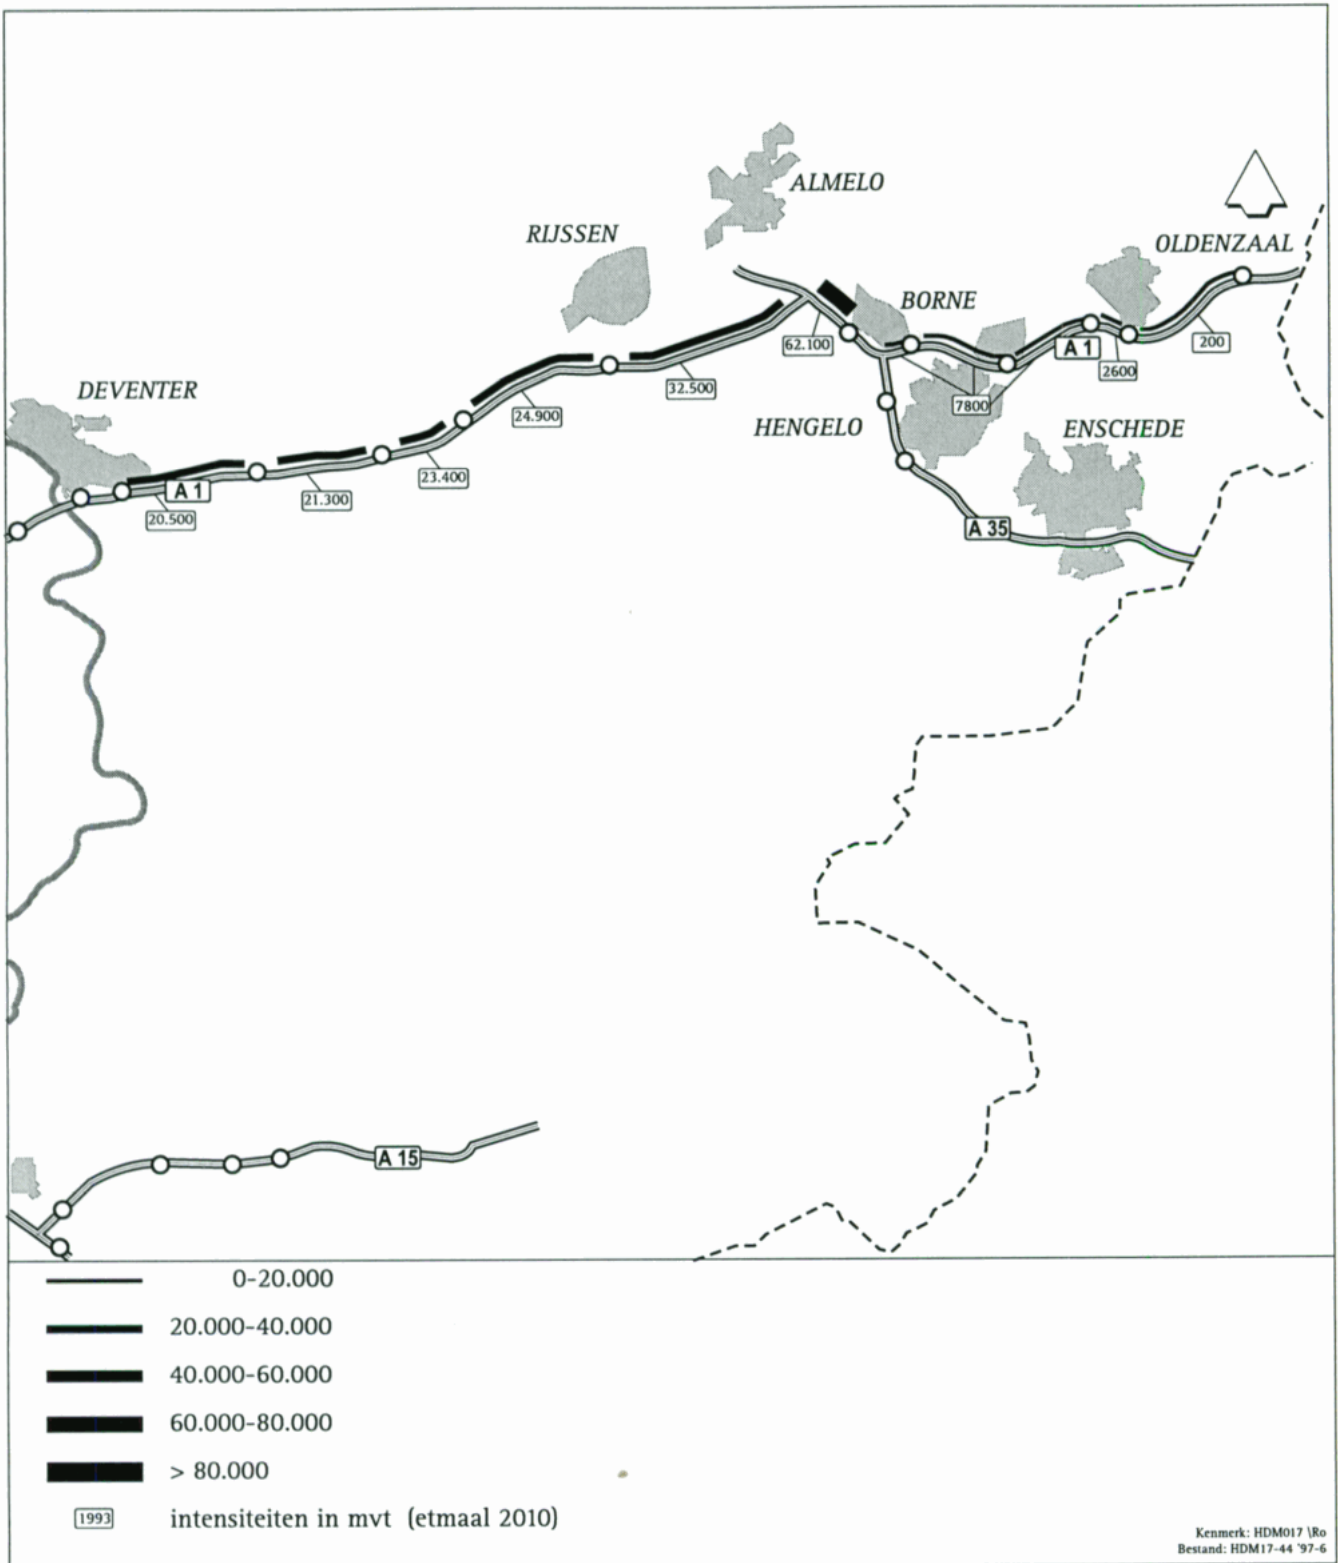 ALMELO
RIJSSEN
OLDENZAAL
BORNE
62.100
A 1
200
2600
32.500
DEVENTER
24.900
7800
HENGELO
ENSCHEDE
23.400
A 1
21.300
20.500
A 35
A 15
0-20.000
20.000-40.000
40.000-60.000
60.000-80.000
> 80.000
1993 intensiteiten in mvt (etmaal 2010)
Kenmerk: HDM017 \Ro
Bestand: HDM17-44 '97-6